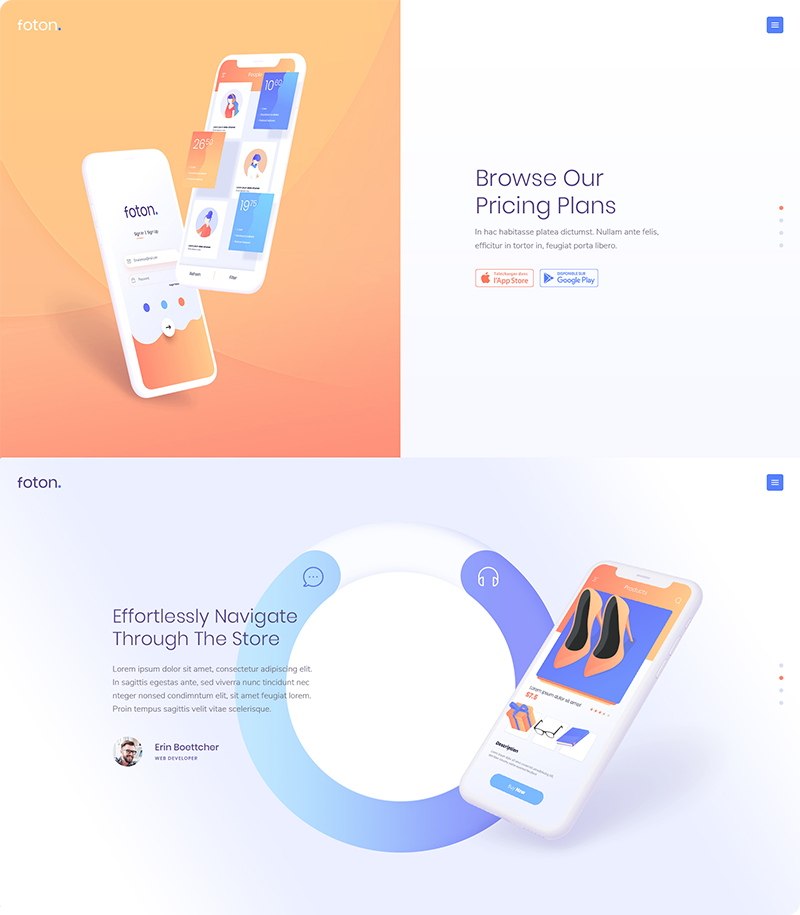 foton.
People
10 80
26 50
19 75
Refresh
Filter
foton.
Sign In | Sign Up
Browse Our
Pricing Plans
In hac habitasse platea dictumst. Nullam ante felis,
efficitur in tortor in, feugiat porta libero.
Téléchargez dans
l'App Store
DISPONIBLE SUR
Google Play
foton.
Effortlessly Navigate
Through The Store
Lorem ipsum dolor sit amet, consectetur adipiscing elit.
In sagittis egestas ante, sed viverra nunc tincidunt nec
nteger nonsed condimntum elit, sit amet feugiat lorem.
Proin tempus sagittis velit vitae scelerisque.
Erin Boettcher
WEB DEVELOPER
Products
Lorem ipsum dolor sit amet
Description
Buy Now